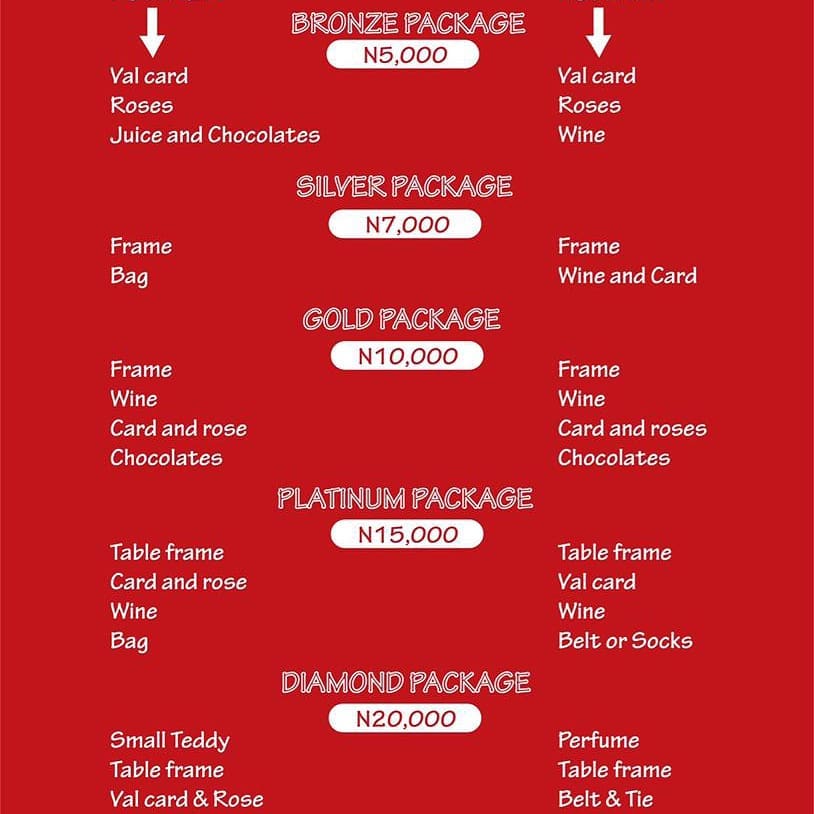 BRONZE PACKAGE
N5,000
Val card
Roses
Juice and Chocolates
Val card
Roses
Wine
SILVER PACKAGE
N7,000
Frame
Bag
Frame
Wine and Card
GOLD PACKAGE
N10,000
Frame
Wine
Card and rose
Chocolates
Frame
Wine
Card and roses
Chocolates
PLATINUM PACKAGE
N15,000
Table frame
Card and rose
Wine
Bag
Table frame
Val card
Wine
Belt or Socks
DIAMOND PACKAGE
N20,000
Small Teddy
Table frame
Val card & Rose
Perfume
Table frame
Belt & Tie